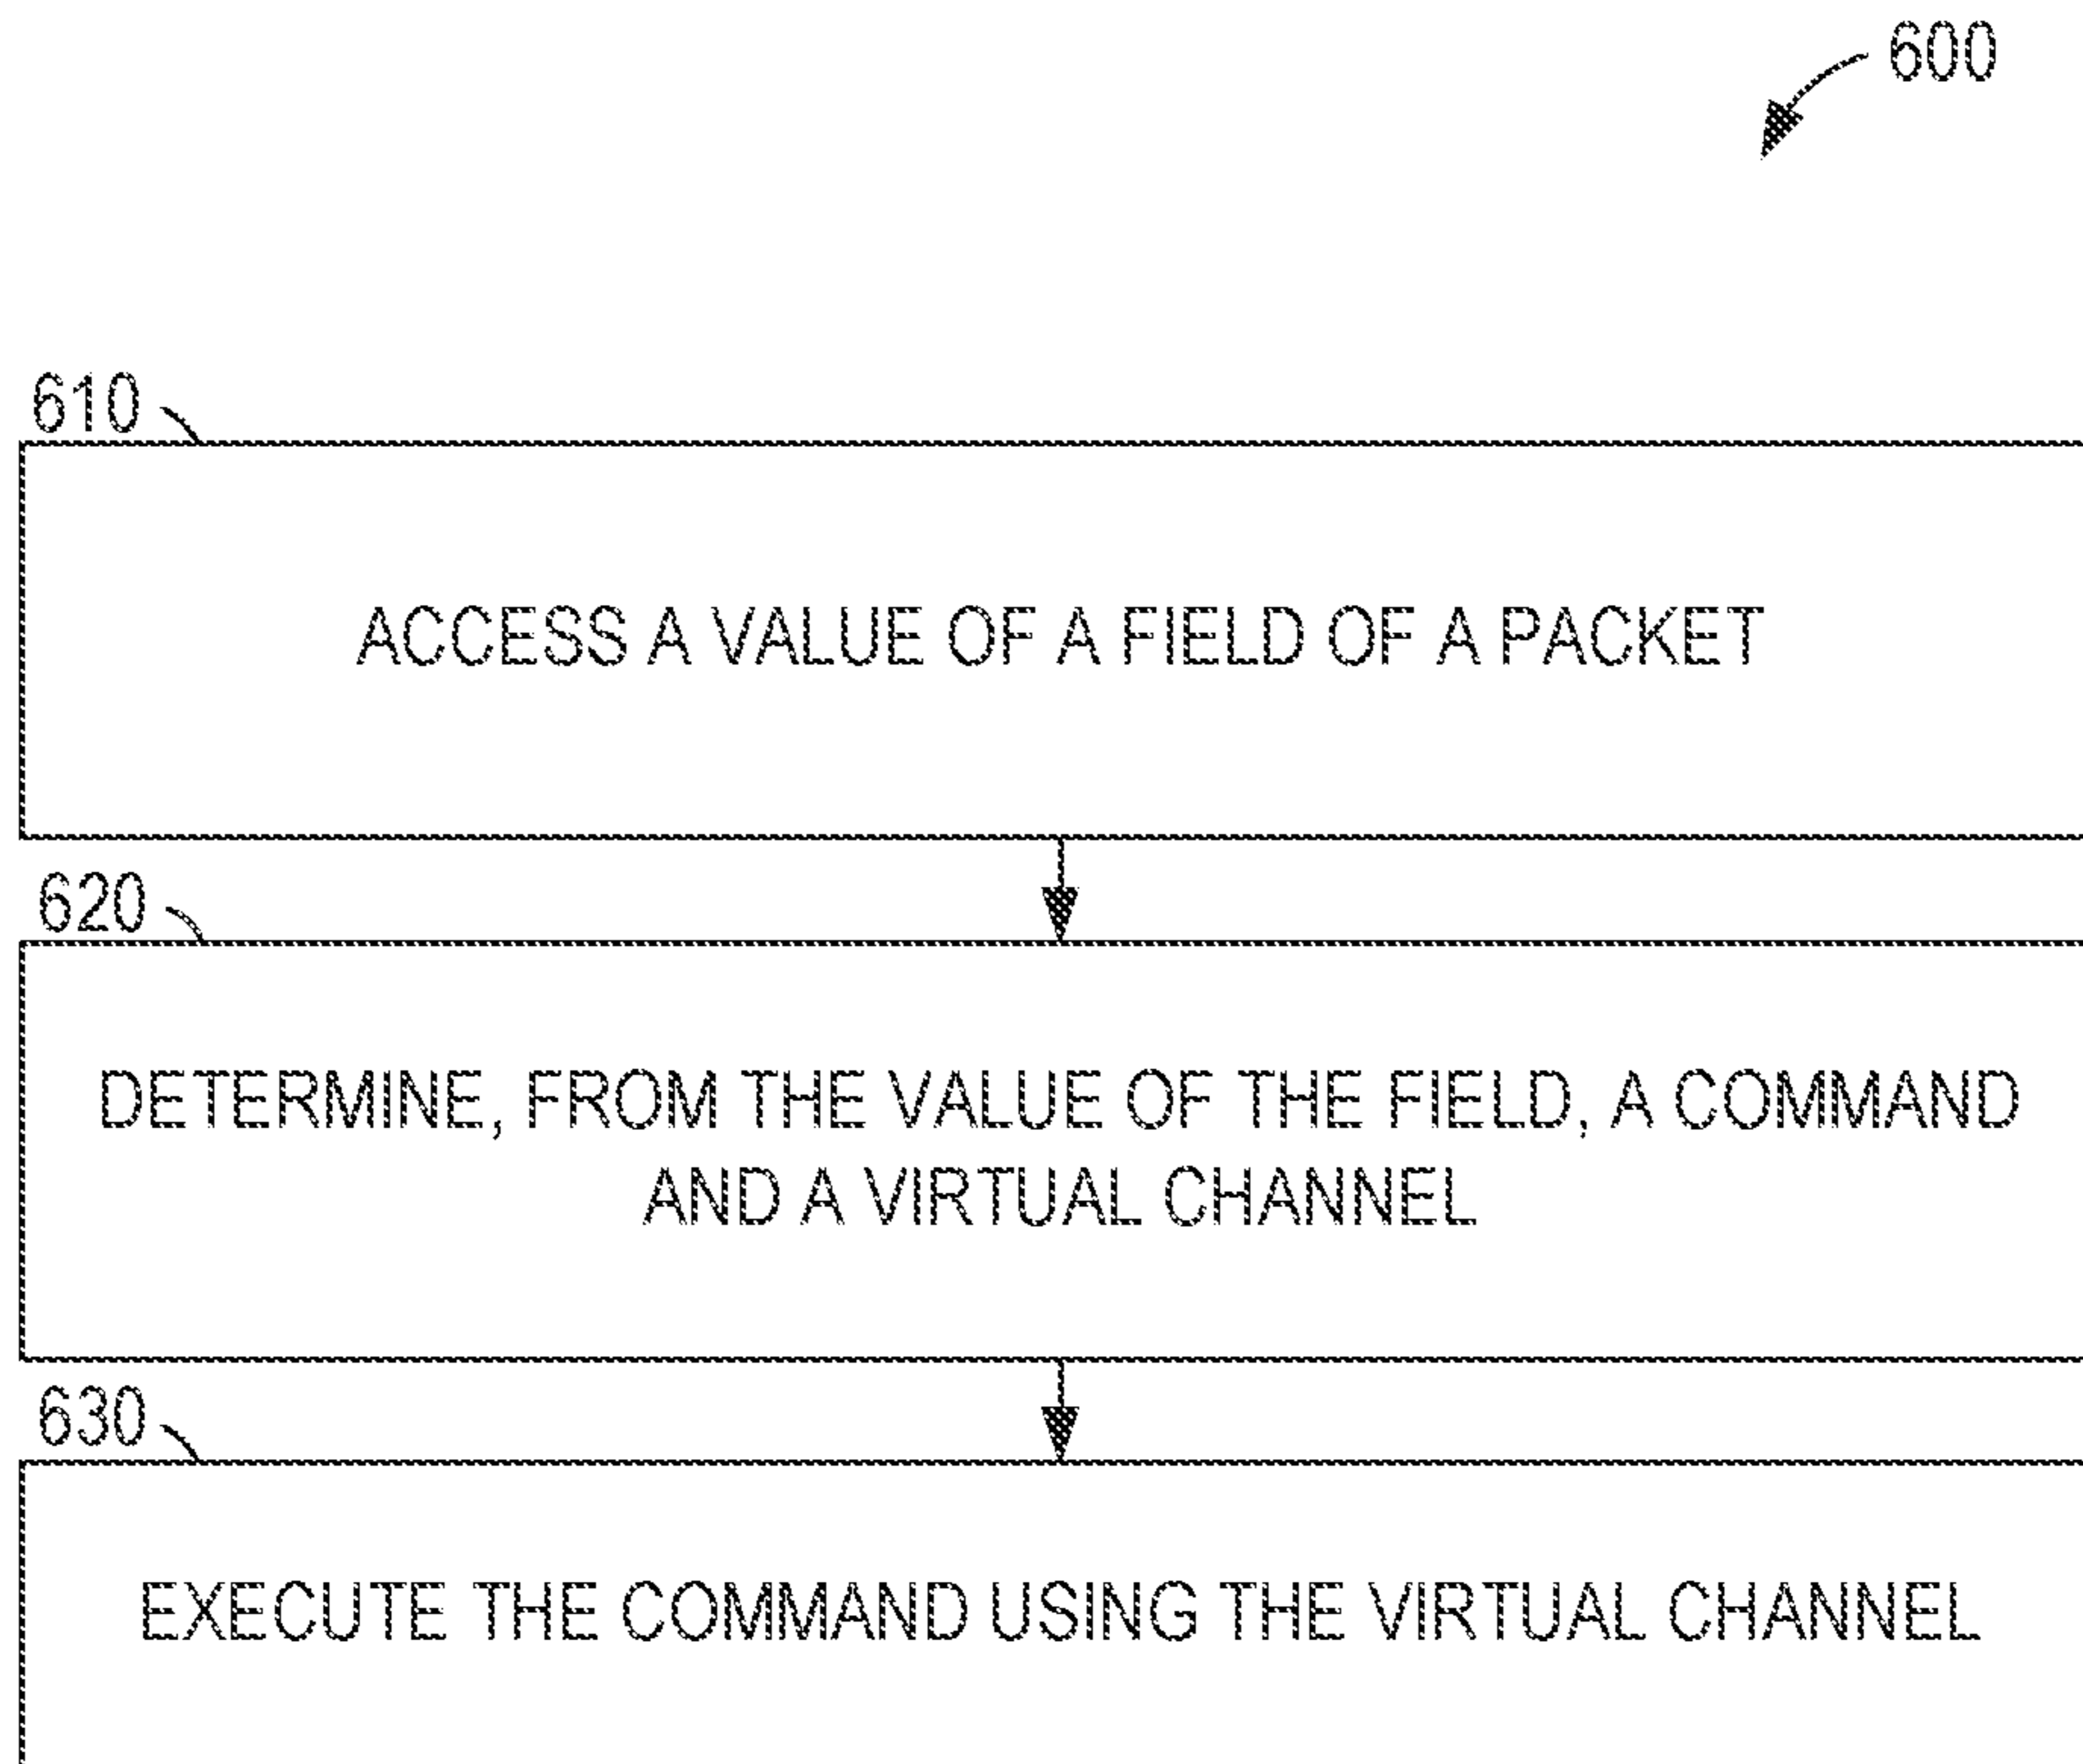 600
610
ACCESS A VALUE OF A FIELD OF A PACKET
620
DETERMINE, FROM THE VALUE OF THE FIELD, A COMMAND
AND A VIRTUAL CHANNEL
630
EXECUTE THE COMMAND USING THE VIRTUAL CHANNEL